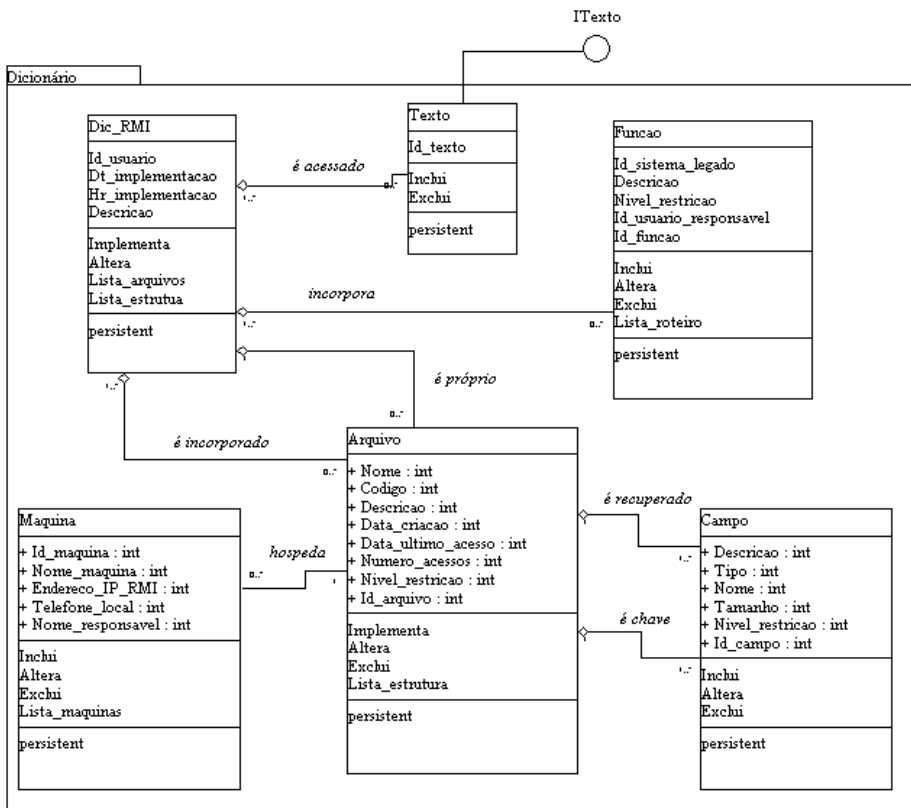 ITexto
Dicionário
Dic_RMI
Id_usuario
Dt_implementacao
Hr_implementacao
Descricao
Implementa
Altera
Lista_arquivos
Lista_estrutua
persistent
é acessado
Texto
Id_texto
Inclui
Exclui
persistent
Funcao
Id_sistema_legado
Descricao
Nivel_restricao
Id_usuario_responsavel
Id_funcao
Inclui
Altera
Exclui
Lista_roteiro
persistent
incorpora
é próprio
é incorporado
Arquivo
+ Nome : int
+ Codigo : int
+ Descricao : int
+ Data_criacao : int
+ Data_ultimo_acesso : int
+ Numero_acessos : int
+ Nivel_restricao : int
+ Id_arquivo : int
Implementa
Altera
Exclui
Lista_estrutura
persistent
Maquina
+ Id_maquina : int
+ Nome_maquina : int
+ Endereco_IP_RMI : int
+ Telefone_local : int
+ Nome_responsavel : int
Inclui
Altera
Exclui
Lista_maquinas
persistent
hospeda
é recuperado
é chave
Campo
+ Descricao : int
+ Tipo : int
+ Nome : int
+ Tamanho : int
+ Nivel_restricao : int
+ Id_campo : int
Inclui
Altera
Exclui
persistent